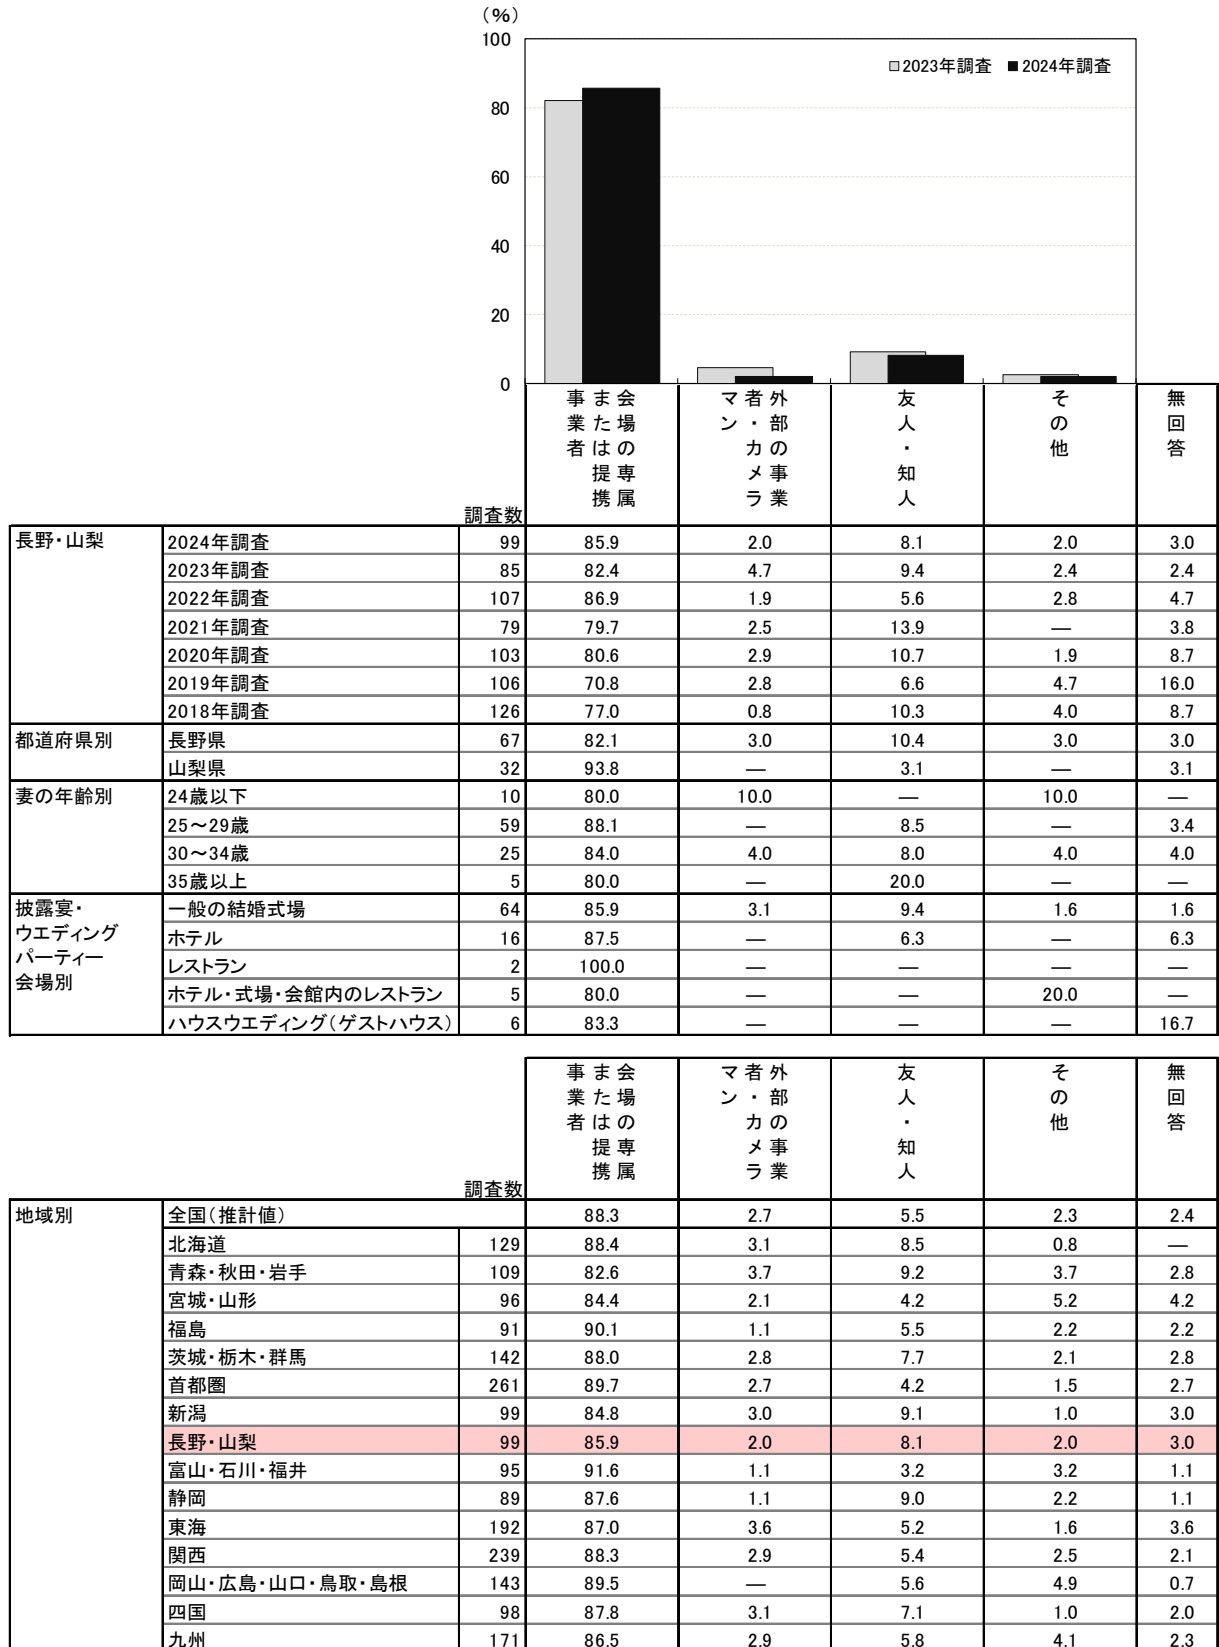 (%)
100
□2023年調査 ■2024年調査
80
60
40
20
0
会場の専属または提携事業者
外部の事業者・カメラマン
友人・知人
その他
無回答
調査数
長野・山梨 2024年調査 99 85.9 2.0 8.1 2.0 3.0
2023年調査 85 82.4 4.7 9.4 2.4 2.4
2022年調査 107 86.9 1.9 5.6 2.8 4.7
2021年調査 79 79.7 2.5 13.9 ― 3.8
2020年調査 103 80.6 2.9 10.7 1.9 8.7
2019年調査 106 70.8 2.8 6.6 4.7 16.0
2018年調査 126 77.0 0.8 10.3 4.0 8.7
都道府県別 長野県 67 82.1 3.0 10.4 3.0 3.0
山梨県 32 93.8 ― 3.1 ― 3.1
妻の年齢別 24歳以下 10 80.0 10.0 ― 10.0 ―
25～29歳 59 88.1 ― 8.5 ― 3.4
30～34歳 25 84.0 4.0 8.0 4.0 4.0
35歳以上 5 80.0 ― 20.0 ― ―
披露宴・ウエディングパーティー会場別 一般の結婚式場 64 85.9 3.1 9.4 1.6 1.6
ホテル 16 87.5 ― 6.3 ― 6.3
レストラン 2 100.0 ― ― ― ―
ホテル・式場・会館内のレストラン 5 80.0 ― ― 20.0 ―
ハウスウエディング(ゲストハウス) 6 83.3 ― ― ― 16.7
会場の専属または提携事業者
外部の事業者・カメラマン
友人・知人
その他
無回答
調査数
地域別 全国(推計値) 88.3 2.7 5.5 2.3 2.4
北海道 129 88.4 3.1 8.5 0.8 ―
青森・秋田・岩手 109 82.6 3.7 9.2 3.7 2.8
宮城・山形 96 84.4 2.1 4.2 5.2 4.2
福島 91 90.1 1.1 5.5 2.2 2.2
茨城・栃木・群馬 142 88.0 2.8 7.7 2.1 2.8
首都圏 261 89.7 2.7 4.2 1.5 2.7
新潟 99 84.8 3.0 9.1 1.0 3.0
長野・山梨 99 85.9 2.0 8.1 2.0 3.0
富山・石川・福井 95 91.6 1.1 3.2 3.2 1.1
静岡 89 87.6 1.1 9.0 2.2 1.1
東海 192 87.0 3.6 5.2 1.6 3.6
関西 239 88.3 2.9 5.4 2.5 2.1
岡山・広島・山口・鳥取・島根 143 89.5 ― 5.6 4.9 0.7
四国 98 87.8 3.1 7.1 1.0 2.0
九州 171 86.5 2.9 5.8 4.1 2.3